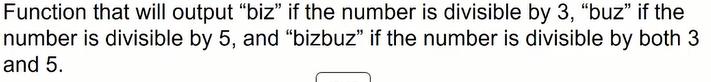 Function that will output “biz” if the number is divisible by 3, “buz” if the
number is divisible by 5, and “bizbuz” if the number is divisible by both 3
and 5.